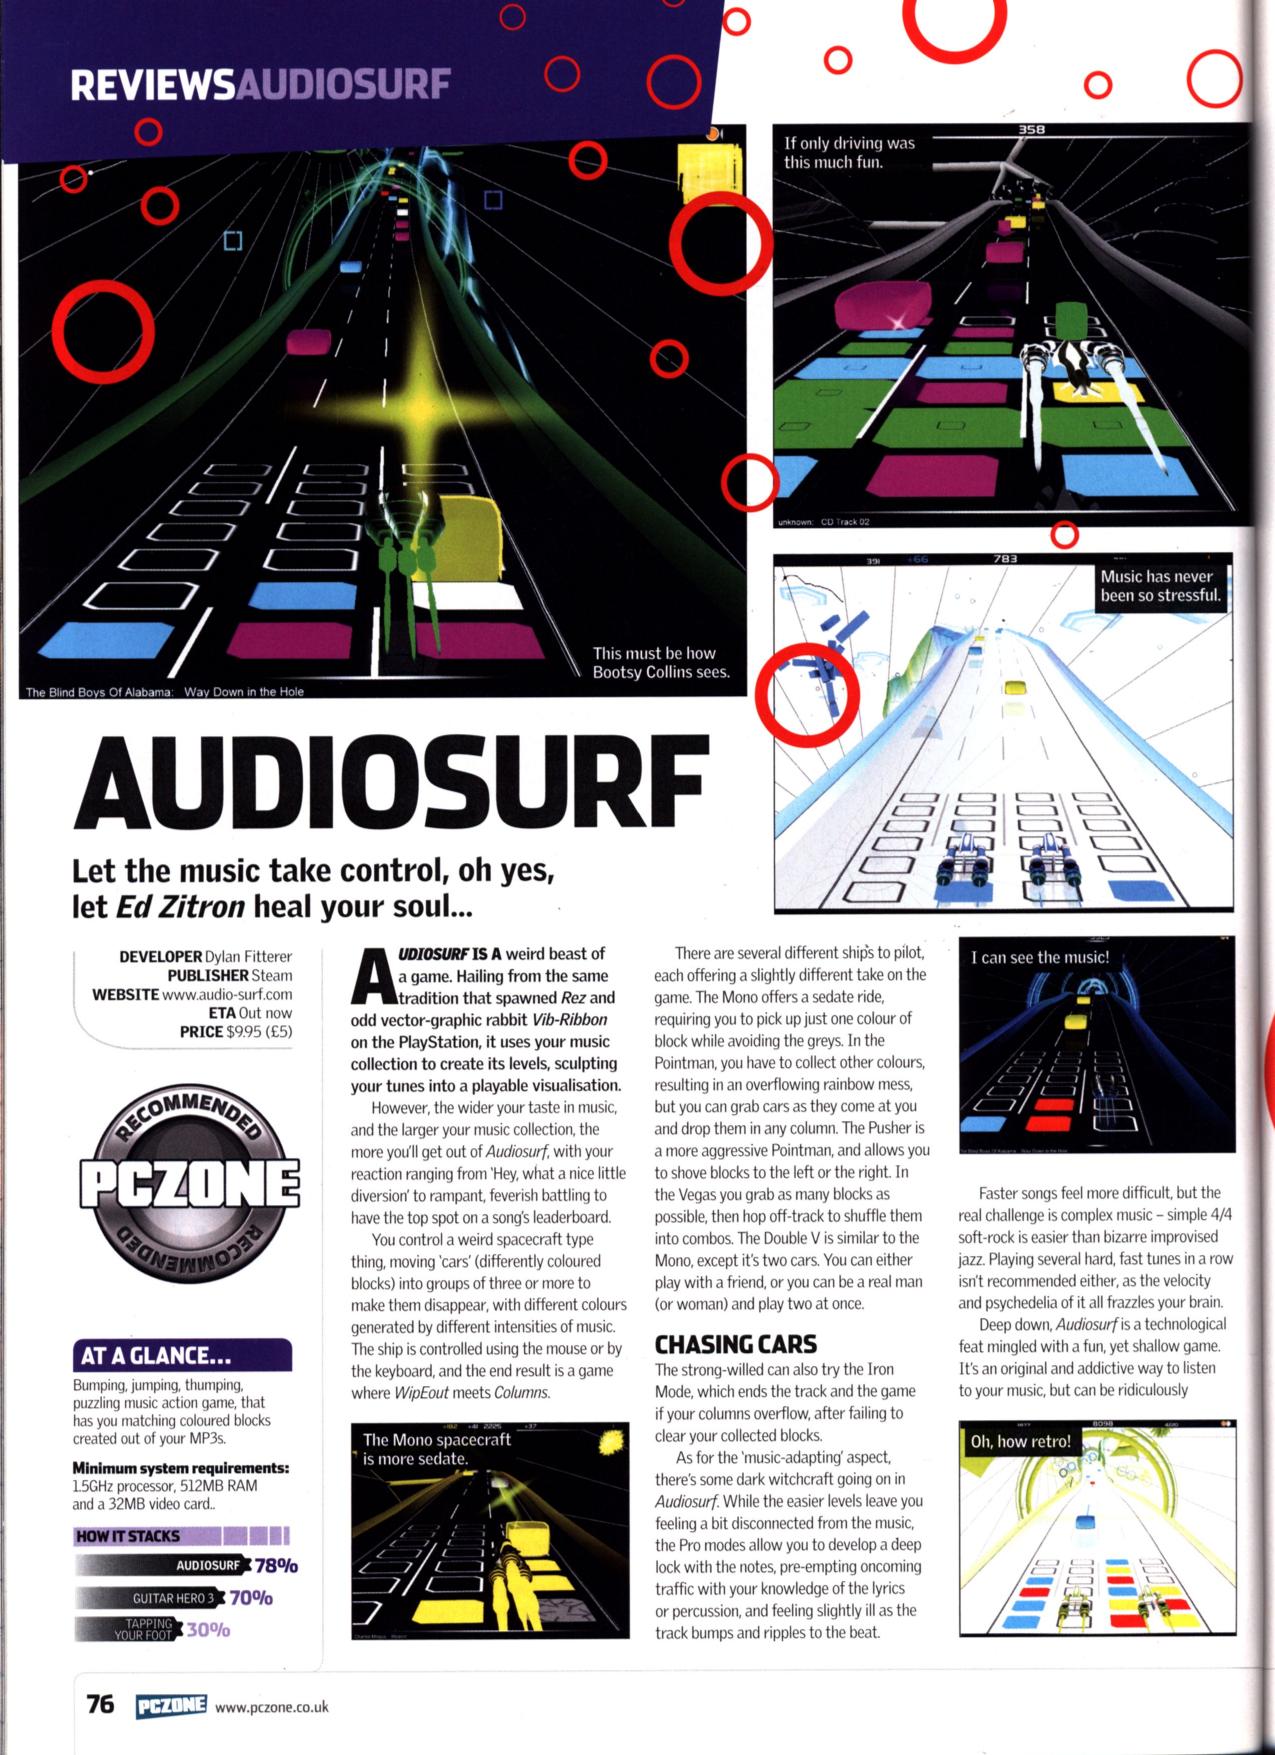 REVIEWSAUDIOSURF
If only driving was
this much fun.
358
unknown: CD Track 02
This must be how
Bootsy Collins sees.
The Blind Boys Of Alabama: Way Down in the Hole
391 +66 783
Music has never
been so stressful.
AUDIOSURF
Let the music take control, oh yes,
let Ed Zitron heal your soul...
DEVELOPER Dylan Fitterer
PUBLISHER Steam
WEBSITE www.audio-surf.com
ETA Out now
PRICE $9.95 (£5)
RECOMMENDED
PCZONE
RECOMMENDED
AT A GLANCE...
Bumping, jumping, thumping,
puzzling music action game, that
has you matching coloured blocks
created out of your MP3s.
Minimum system requirements:
1.5GHz processor, 512MB RAM
and a 32MB video card..
HOW IT STACKS
AUDIOSURF 78%
GUITAR HERO 3 70%
TAPPING
YOUR FOOT 30%
AUDIOSURF IS A weird beast of
a game. Hailing from the same
tradition that spawned Rez and
odd vector-graphic rabbit Vib-Ribbon
on the PlayStation, it uses your music
collection to create its levels, sculpting
your tunes into a playable visualisation.
However, the wider your taste in music,
and the larger your music collection, the
more you'll get out of Audiosurf, with your
reaction ranging from 'Hey, what a nice little
diversion' to rampant, feverish battling to
have the top spot on a song's leaderboard.
You control a weird spacecraft type
thing, moving 'cars' (differently coloured
blocks) into groups of three or more to
make them disappear, with different colours
generated by different intensities of music.
The ship is controlled using the mouse or by
the keyboard, and the end result is a game
where WipEout meets Columns.
The Mono spacecraft
is more sedate.
There are several different ships to pilot,
each offering a slightly different take on the
game. The Mono offers a sedate ride,
requiring you to pick up just one colour of
block while avoiding the greys. In the
Pointman, you have to collect other colours,
resulting in an overflowing rainbow mess,
but you can grab cars as they come at you
and drop them in any column. The Pusher is
a more aggressive Pointman, and allows you
to shove blocks to the left or the right. In
the Vegas you grab as many blocks as
possible, then hop off-track to shuffle them
into combos. The Double V is similar to the
Mono, except it's two cars. You can either
play with a friend, or you can be a real man
(or woman) and play two at once.
CHASING CARS
The strong-willed can also try the Iron
Mode, which ends the track and the game
if your columns overflow, after failing to
clear your collected blocks.
As for the 'music-adapting' aspect,
there's some dark witchcraft going on in
Audiosurf. While the easier levels leave you
feeling a bit disconnected from the music,
the Pro modes allow you to develop a deep
lock with the notes, pre-empting oncoming
traffic with your knowledge of the lyrics
or percussion, and feeling slightly ill as the
track bumps and ripples to the beat.
I can see the music!
Faster songs feel more difficult, but the
real challenge is complex music – simple 4/4
soft-rock is easier than bizarre improvised
jazz. Playing several hard, fast tunes in a row
isn't recommended either, as the velocity
and psychedelia of it all frazzles your brain.
Deep down, Audiosurf is a technological
feat mingled with a fun, yet shallow game.
It's an original and addictive way to listen
to your music, but can be ridiculously
8098
Oh, how retro!
76 PCZONE www.pczone.co.uk